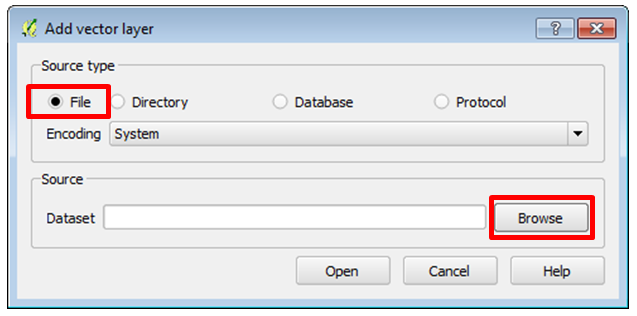 Add vector layer
?
Source type
File Directory Database Protocol
Encoding System
Source
Dataset Browse
Open Cancel Help